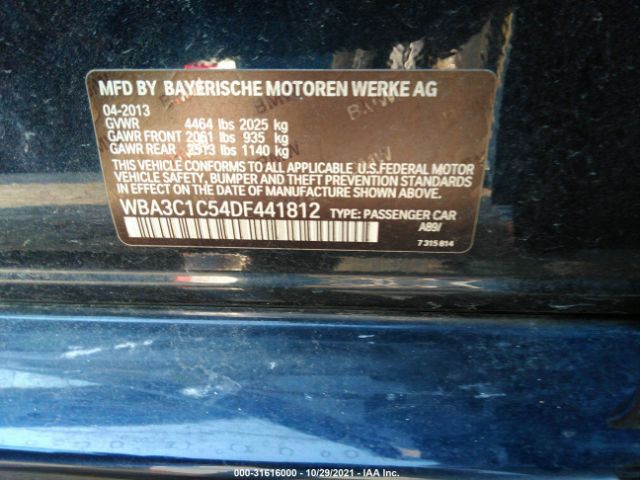 MFD BY BAYERISCHE MOTOREN WERKE AG
04-2013
GVWR 4464 lbs 2025 kg
GAWR FRONT 2061 lbs 935 kg
GAWR REAR 2513 lbs 1140 kg
THIS VEHICLE CONFORMS TO ALL APPLICABLE U.S.FEDERAL MOTOR
VEHICLE SAFETY, BUMPER AND THEFT PREVENTION STANDARDS
IN EFFECT ON THE DATE OF MANUFACTURE SHOWN ABOVE.
WBA3C1C54DF441812 TYPE: PASSENGER CAR
A89/
7 315 814
000-31616000 - 10/29/2021 - IAA Inc.